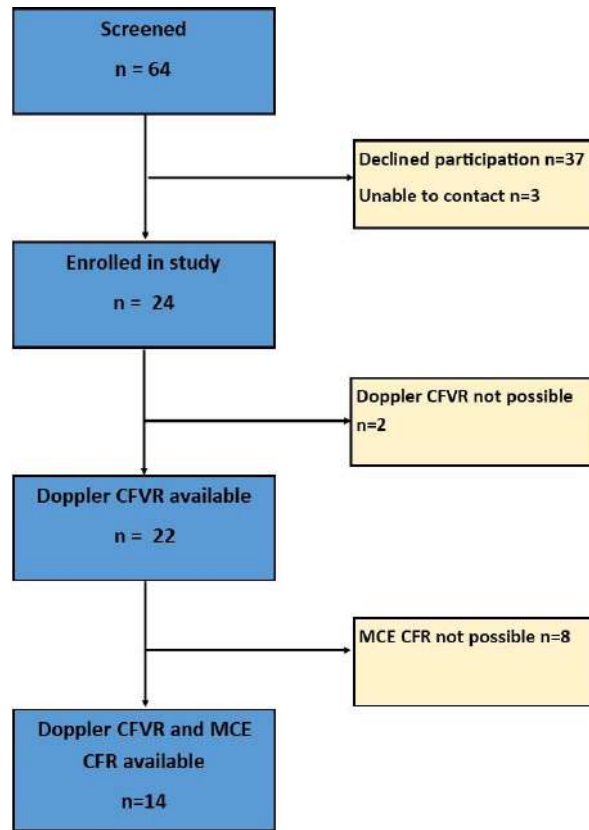 Screened
n = 64
Declined participation n=37
Unable to contact n=3
Enrolled in study
n = 24
Doppler CFVR not possible
n=2
Doppler CFVR available
n = 22
MCE CFR not possible n=8
Doppler CFVR and MCE
CFR available
n=14